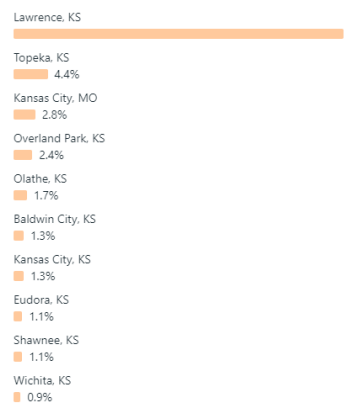 Lawrence, KS
Topeka, KS
4.4%
Kansas City, MO
2.8%
Overland Park, KS
2.4%
Olathe, KS
1.7%
Baldwin City, KS
1.3%
Kansas City, KS
1.3%
Eudora, KS
1.1%
Shawnee, KS
1.1%
Wichita, KS
0.9%